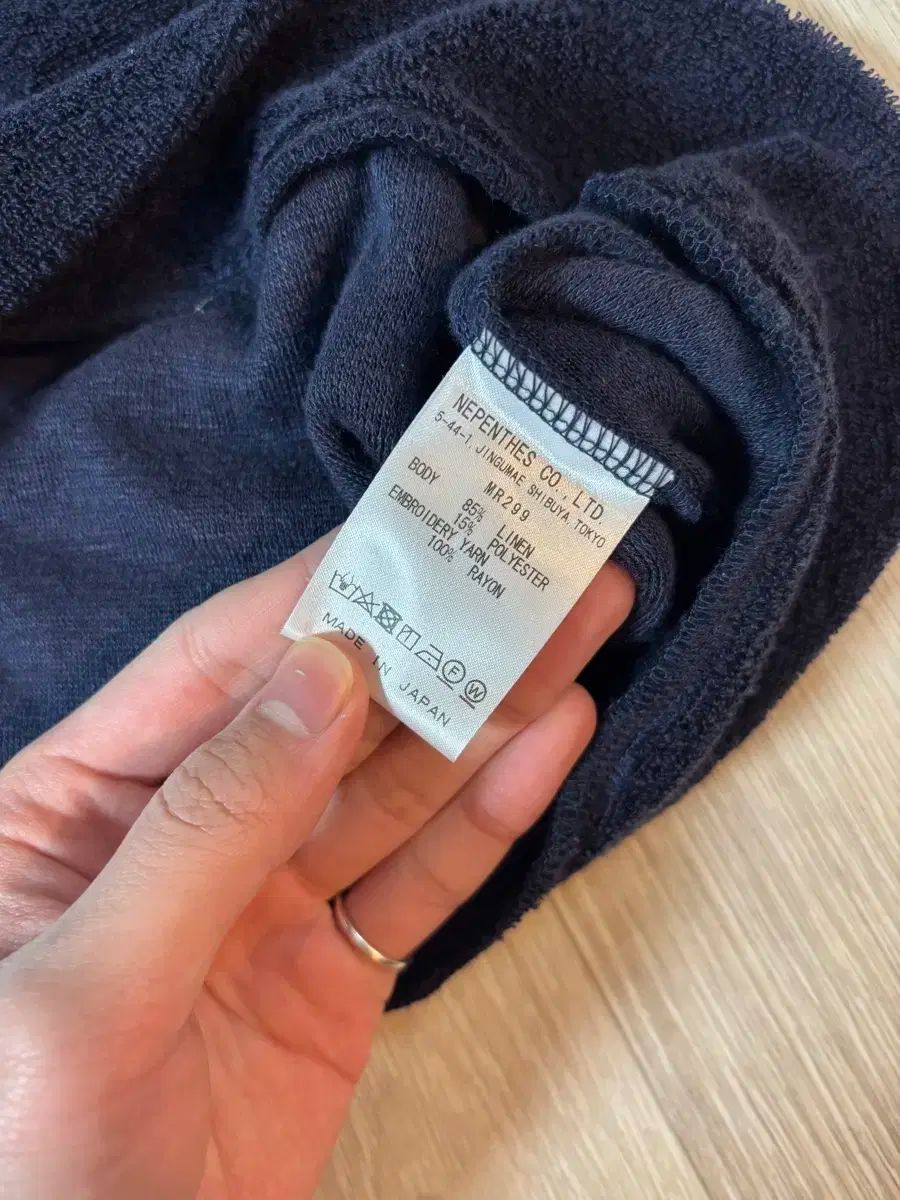 NEPENTHES CO., LTD.
5-44-1, JINGUMAE SHIBUYA, TOKYO
MR299
BODY 85% LINEN
15% POLYESTER
EMBROIDERY YARN
100% RAYON
F W
MADE IN JAPAN